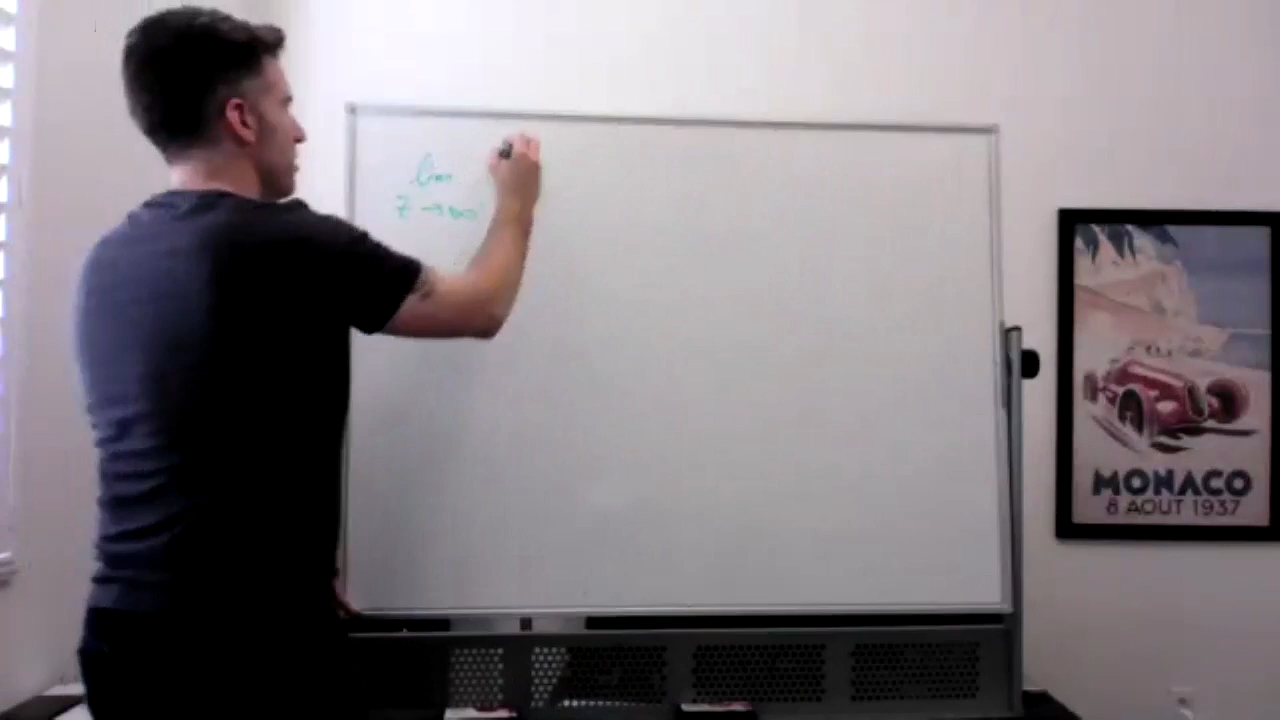 lim
z → ∞
MONACO
8 AOUT 1937